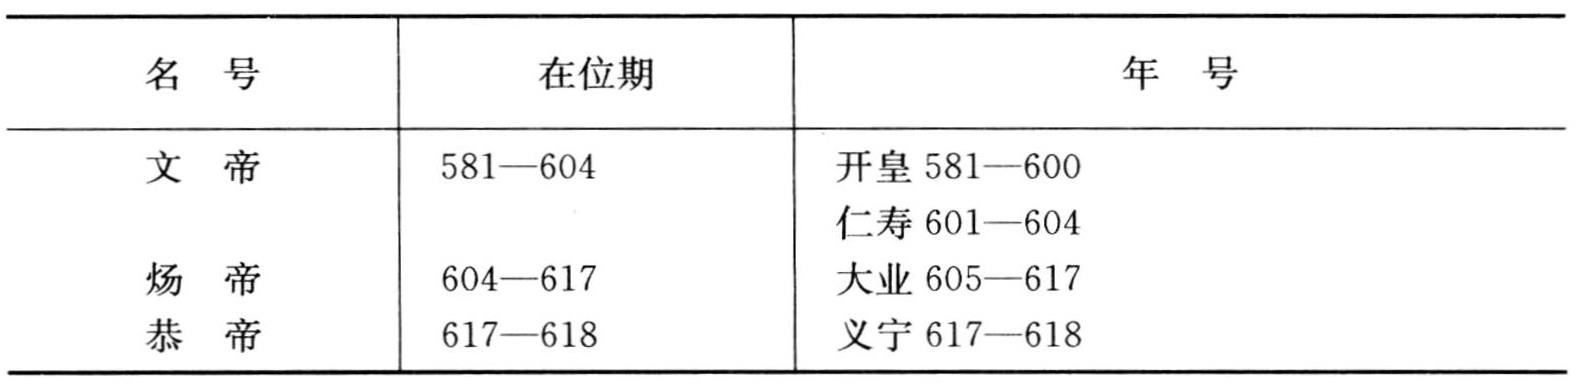 名 号 在位期 年 号
文 帝 581—604 开皇 581—600
仁寿 601—604
炀 帝 604—617 大业 605—617
恭 帝 617—618 义宁 617—618